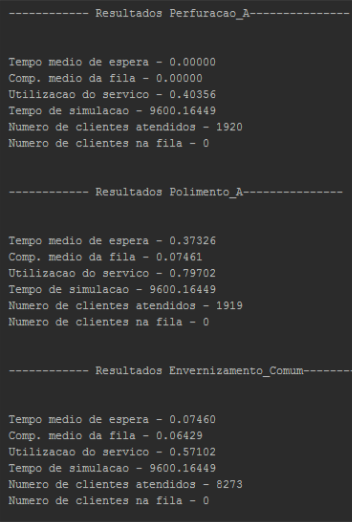 ------------ Resultados Perfuracao_A---------------
Tempo medio de espera - 0.00000
Comp. medio da fila - 0.00000
Utilizacao do servico - 0.40356
Tempo de simulacao - 9600.16449
Numero de clientes atendidos - 1920
Numero de clientes na fila - 0
------------ Resultados Polimento_A---------------
Tempo medio de espera - 0.37326
Comp. medio da fila - 0.07461
Utilizacao do servico - 0.79702
Tempo de simulacao - 9600.16449
Numero de clientes atendidos - 1919
Numero de clientes na fila - 0
------------ Resultados Envernizamento_Comum--------
Tempo medio de espera - 0.07460
Comp. medio da fila - 0.06429
Utilizacao do servico - 0.57102
Tempo de simulacao - 9600.16449
Numero de clientes atendidos - 8273
Numero de clientes na fila - 0